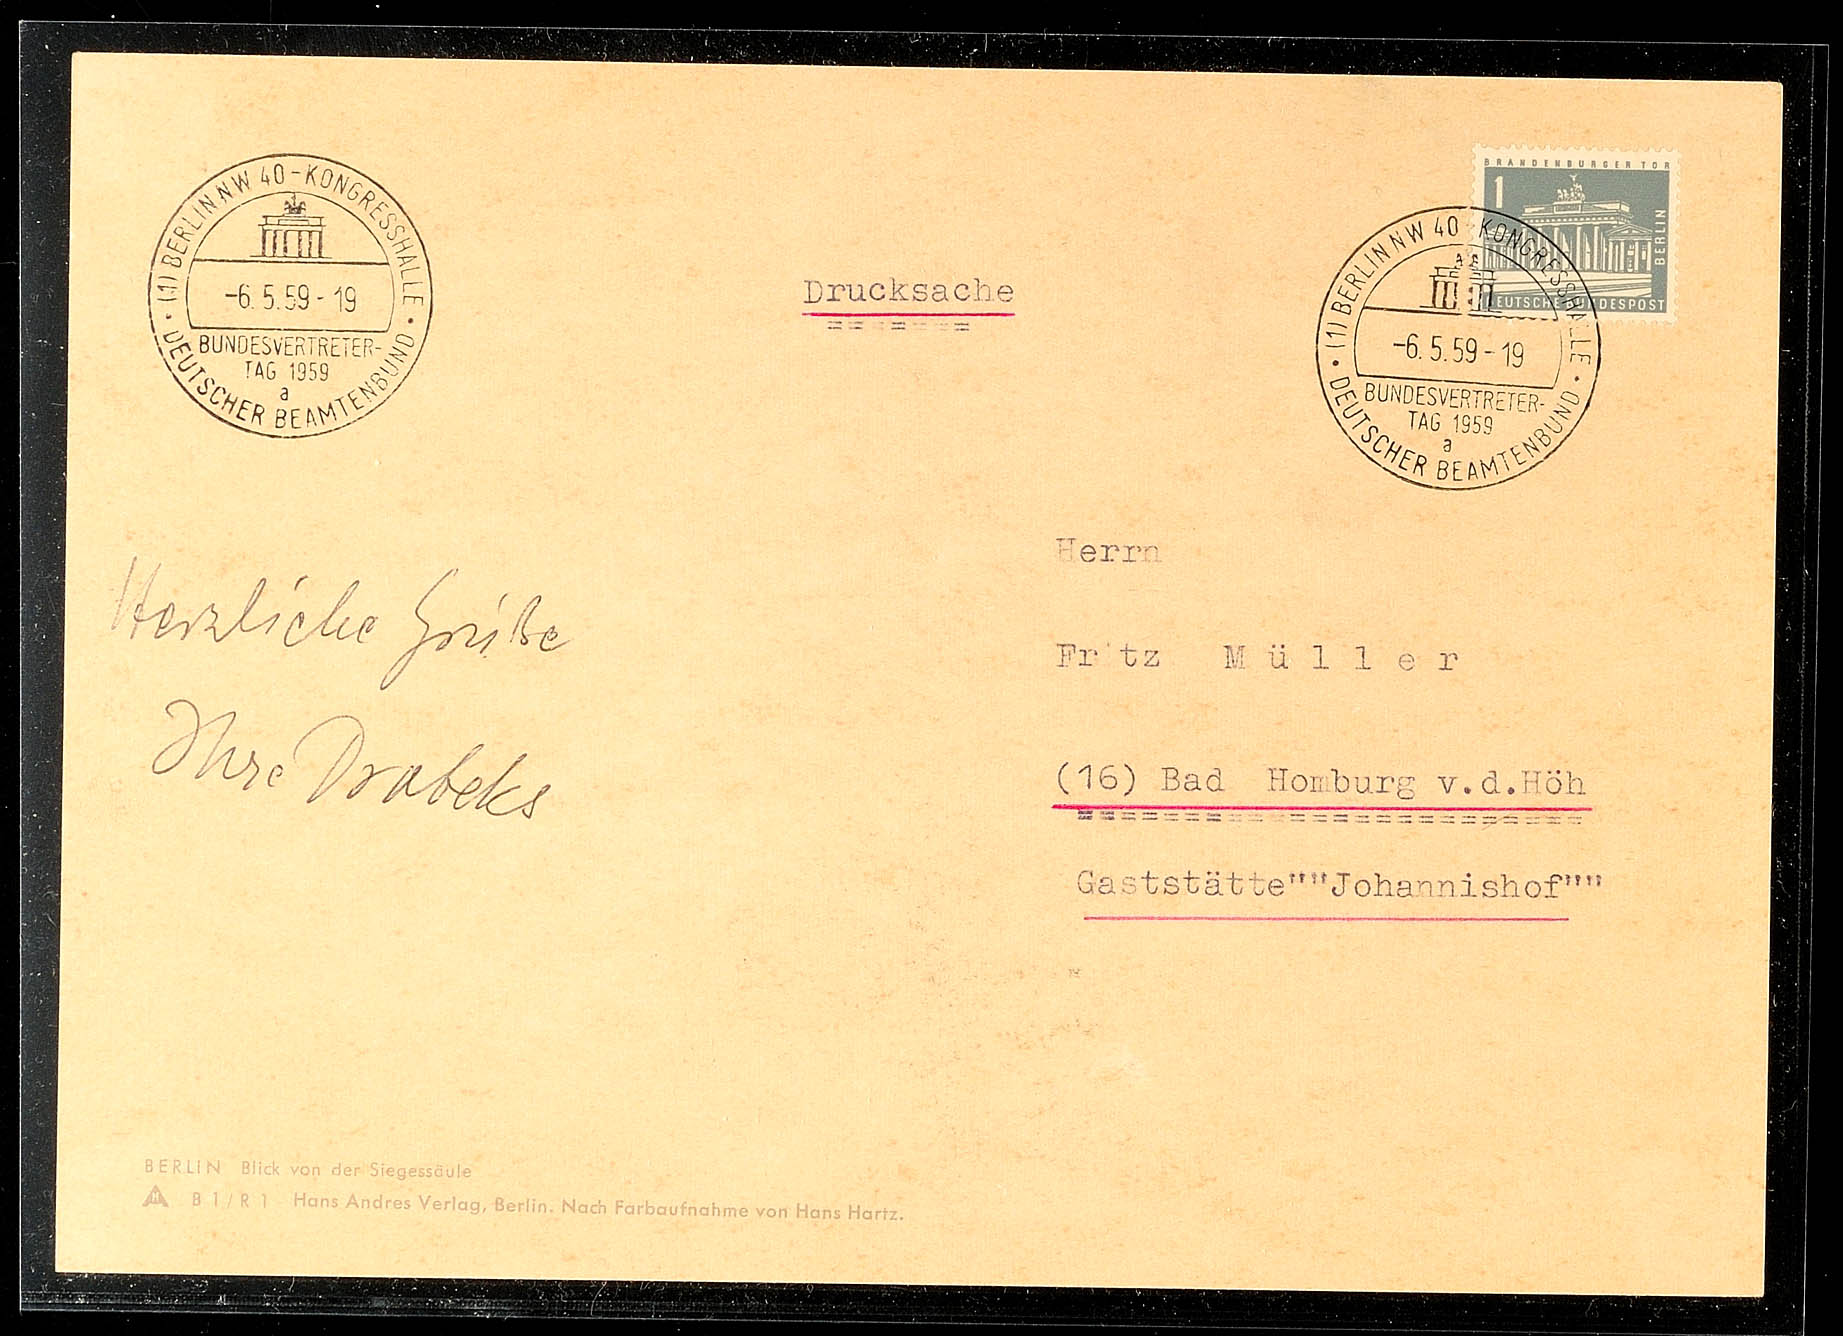 (1) BERLIN NW 40 - KONGRESSHALLE
-6.5.59-19
BUNDESVERTRETER-
TAG 1959
a
DEUTSCHER BEAMTENBUND
Drucksache
BRANDENBURGER TOR
1
BERLIN
DEUTSCHE BUNDESPOST
(1) BERLIN NW 40 - KONGRESSHALLE
-6.5.59-19
BUNDESVERTRETER-
TAG 1959
a
DEUTSCHER BEAMTENBUND
Herzliche Grüße
Ihre Drabeks
Herrn
Fritz Müller
(16) Bad Homburg v.d.Höh
Gaststätte""Johannishof""
BERLIN Blick von der Siegessäule
H B 1/R 1 Hans Andres Verlag, Berlin. Nach Farbaufnahme von Hans Hartz.